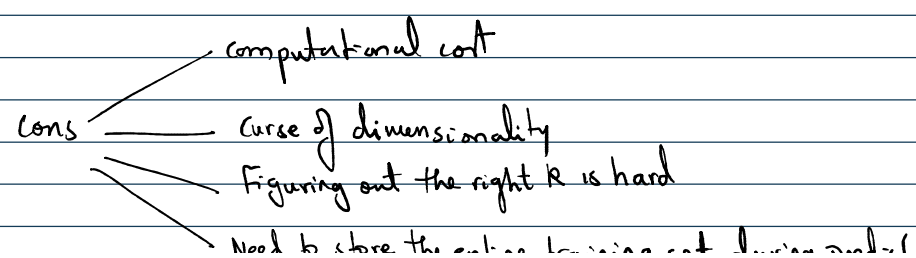 computational cost
Cons
Curse of dimensionality
Figuring out the right k is hard
Need to store the entire training set during